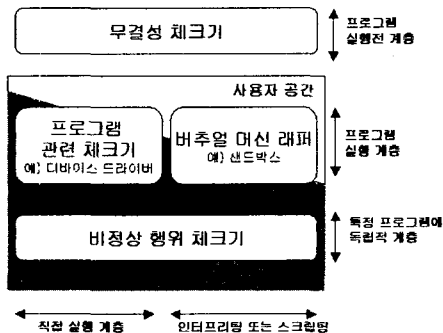 무결성 체크기
프로그램
실행전 계층
사용자 공간
프로그램
관련 체크기
예) 디바이스 드라이버
버추얼 머신 래퍼
예) 샌드박스
프로그램
실행 계층
비정상 행위 체크기
특정 프로그램에
독립적 계층
직접 실행 계층
인터프리팅 또는 스크립팅